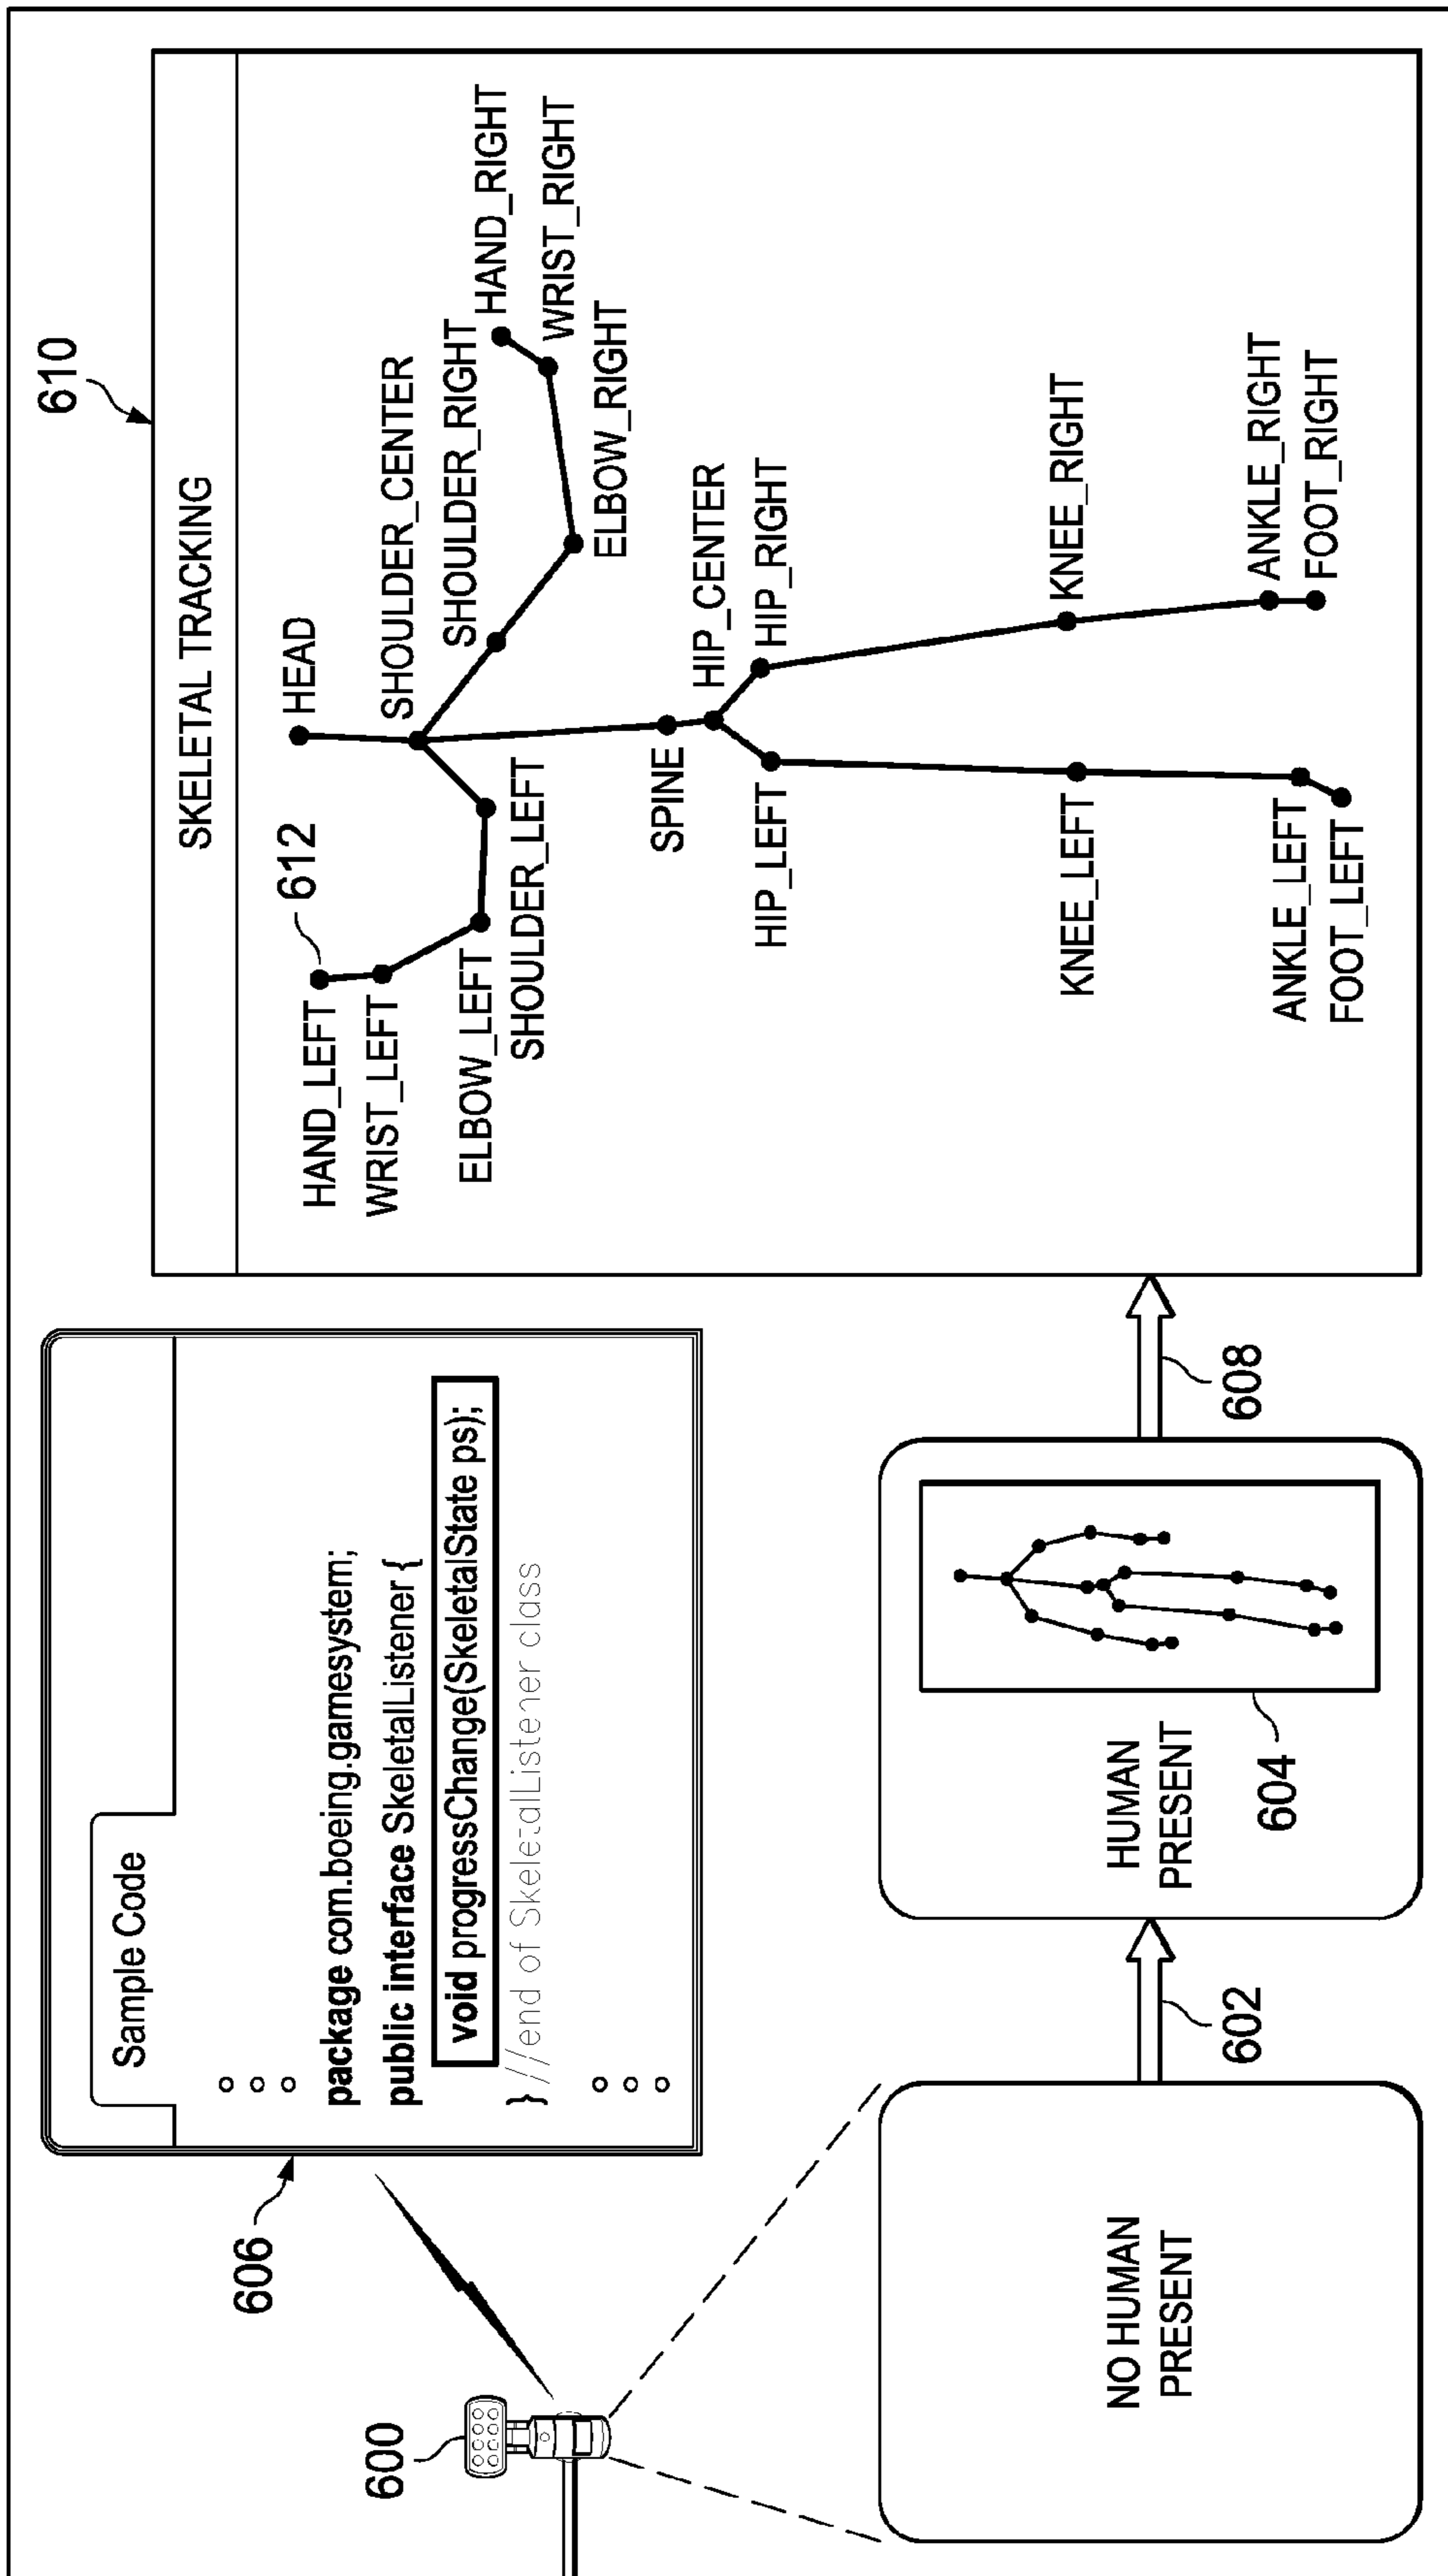 606
Sample Code
package com.boeing.gamesystem;
public interface SkeletalListener {
void progressChange(SkeletalState ps);
} //end of SkeletalListener class
600
NO HUMAN
PRESENT
602
HUMAN
PRESENT
604
608
610
SKELETAL TRACKING
612
HEAD
HAND_LEFT
WRIST_LEFT
ELBOW_LEFT
SHOULDER_LEFT
SHOULDER_CENTER
SHOULDER_RIGHT
HAND_RIGHT
WRIST_RIGHT
ELBOW_RIGHT
SPINE
HIP_CENTER
HIP_RIGHT
HIP_LEFT
KNEE_RIGHT
KNEE_LEFT
ANKLE_RIGHT
FOOT_RIGHT
ANKLE_LEFT
FOOT_LEFT